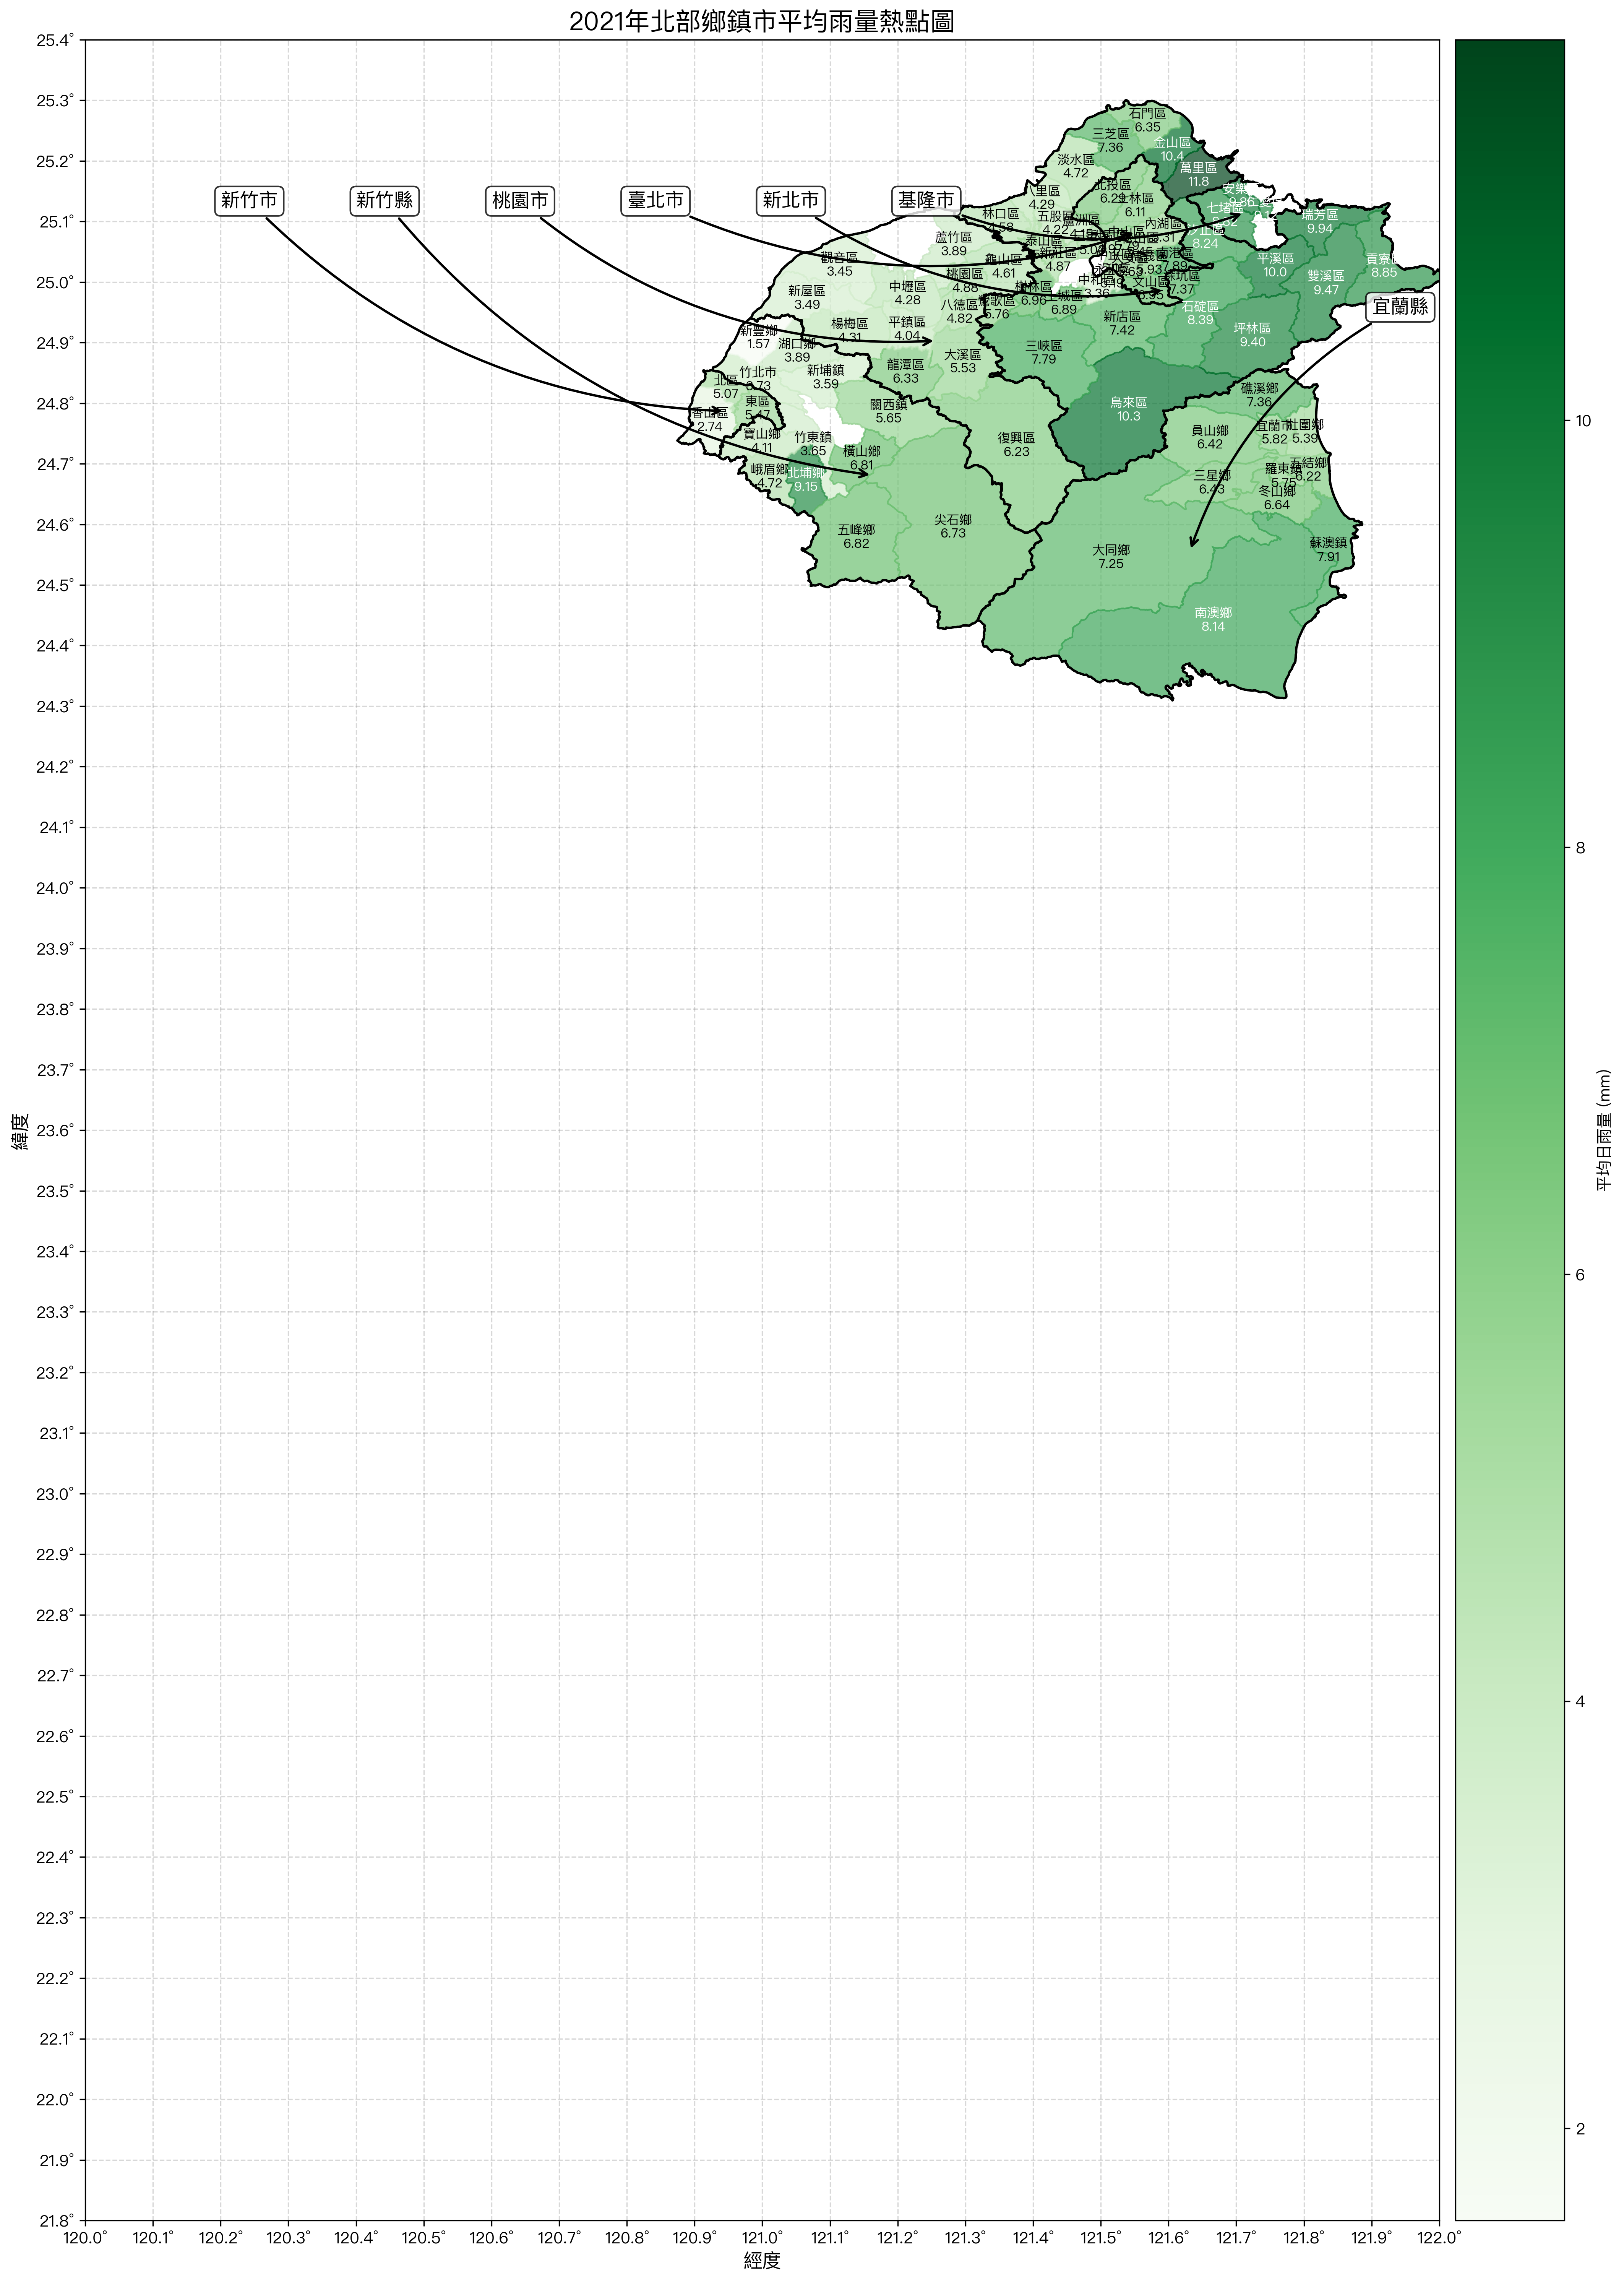 2021年北部鄉鎮市平均雨量熱點圖
新竹市
新竹縣
桃園市
臺北市
新北市
基隆市
宜蘭縣
石門區
6.35
三芝區
7.36
金山區
10.4
淡水區
4.72
萬里區
11.8
北投區
6.29
士林區
6.11
八里區
4.29
林口區
4.58
五股區
4.22
蘆洲區
內湖區
七堵區
瑞芳區
9.94
汐止區
8.24
蘆竹區
3.89
泰山區
新莊區
4.87
龜山區
4.61
觀音區
3.45
南港區
7.89
平溪區
10.0
貢寮
8.85
雙溪區
9.47
桃園區
4.88
中壢區
4.28
新屋區
3.49
樹林區
6.96
土城區
6.89
中和區
3.36
文山區
深坑區
7.37
石碇區
8.39
鶯歌區
5.76
八德區
4.82
平鎮區
4.04
楊梅區
4.31
新店區
7.42
坪林區
9.40
新豐鄉
1.57
湖口鄉
3.89
三峽區
7.79
大溪區
5.53
龍潭區
6.33
新埔鎮
3.59
竹北市
3.73
北區
5.07
東區
5.47
香山區
2.74
關西鎮
5.65
烏來區
10.3
礁溪鄉
7.36
員山鄉
6.42
宜蘭市
5.82
壯圍鄉
5.39
復興區
6.23
寶山鄉
4.11
竹東鎮
3.65
橫山鄉
6.81
峨眉鄉
4.72
北埔鄉
9.15
三星鄉
6.43
羅東鎮
5.75
五結鄉
6.22
冬山鄉
6.64
五峰鄉
6.82
尖石鄉
6.73
大同鄉
7.25
蘇澳鎮
7.91
南澳鄉
8.14
緯度
25.4°
25.3°
25.2°
25.1°
25.0°
24.9°
24.8°
24.7°
24.6°
24.5°
24.4°
24.3°
24.2°
24.1°
24.0°
23.9°
23.8°
23.7°
23.6°
23.5°
23.4°
23.3°
23.2°
23.1°
23.0°
22.9°
22.8°
22.7°
22.6°
22.5°
22.4°
22.3°
22.2°
22.1°
22.0°
21.9°
21.8°
120.0° 120.1° 120.2° 120.3° 120.4° 120.5° 120.6° 120.7° 120.8° 120.9° 121.0° 121.1° 121.2° 121.3° 121.4° 121.5° 121.6° 121.7° 121.8° 121.9° 122.0°
經度
10
8
6
4
2
平均日雨量 (mm)